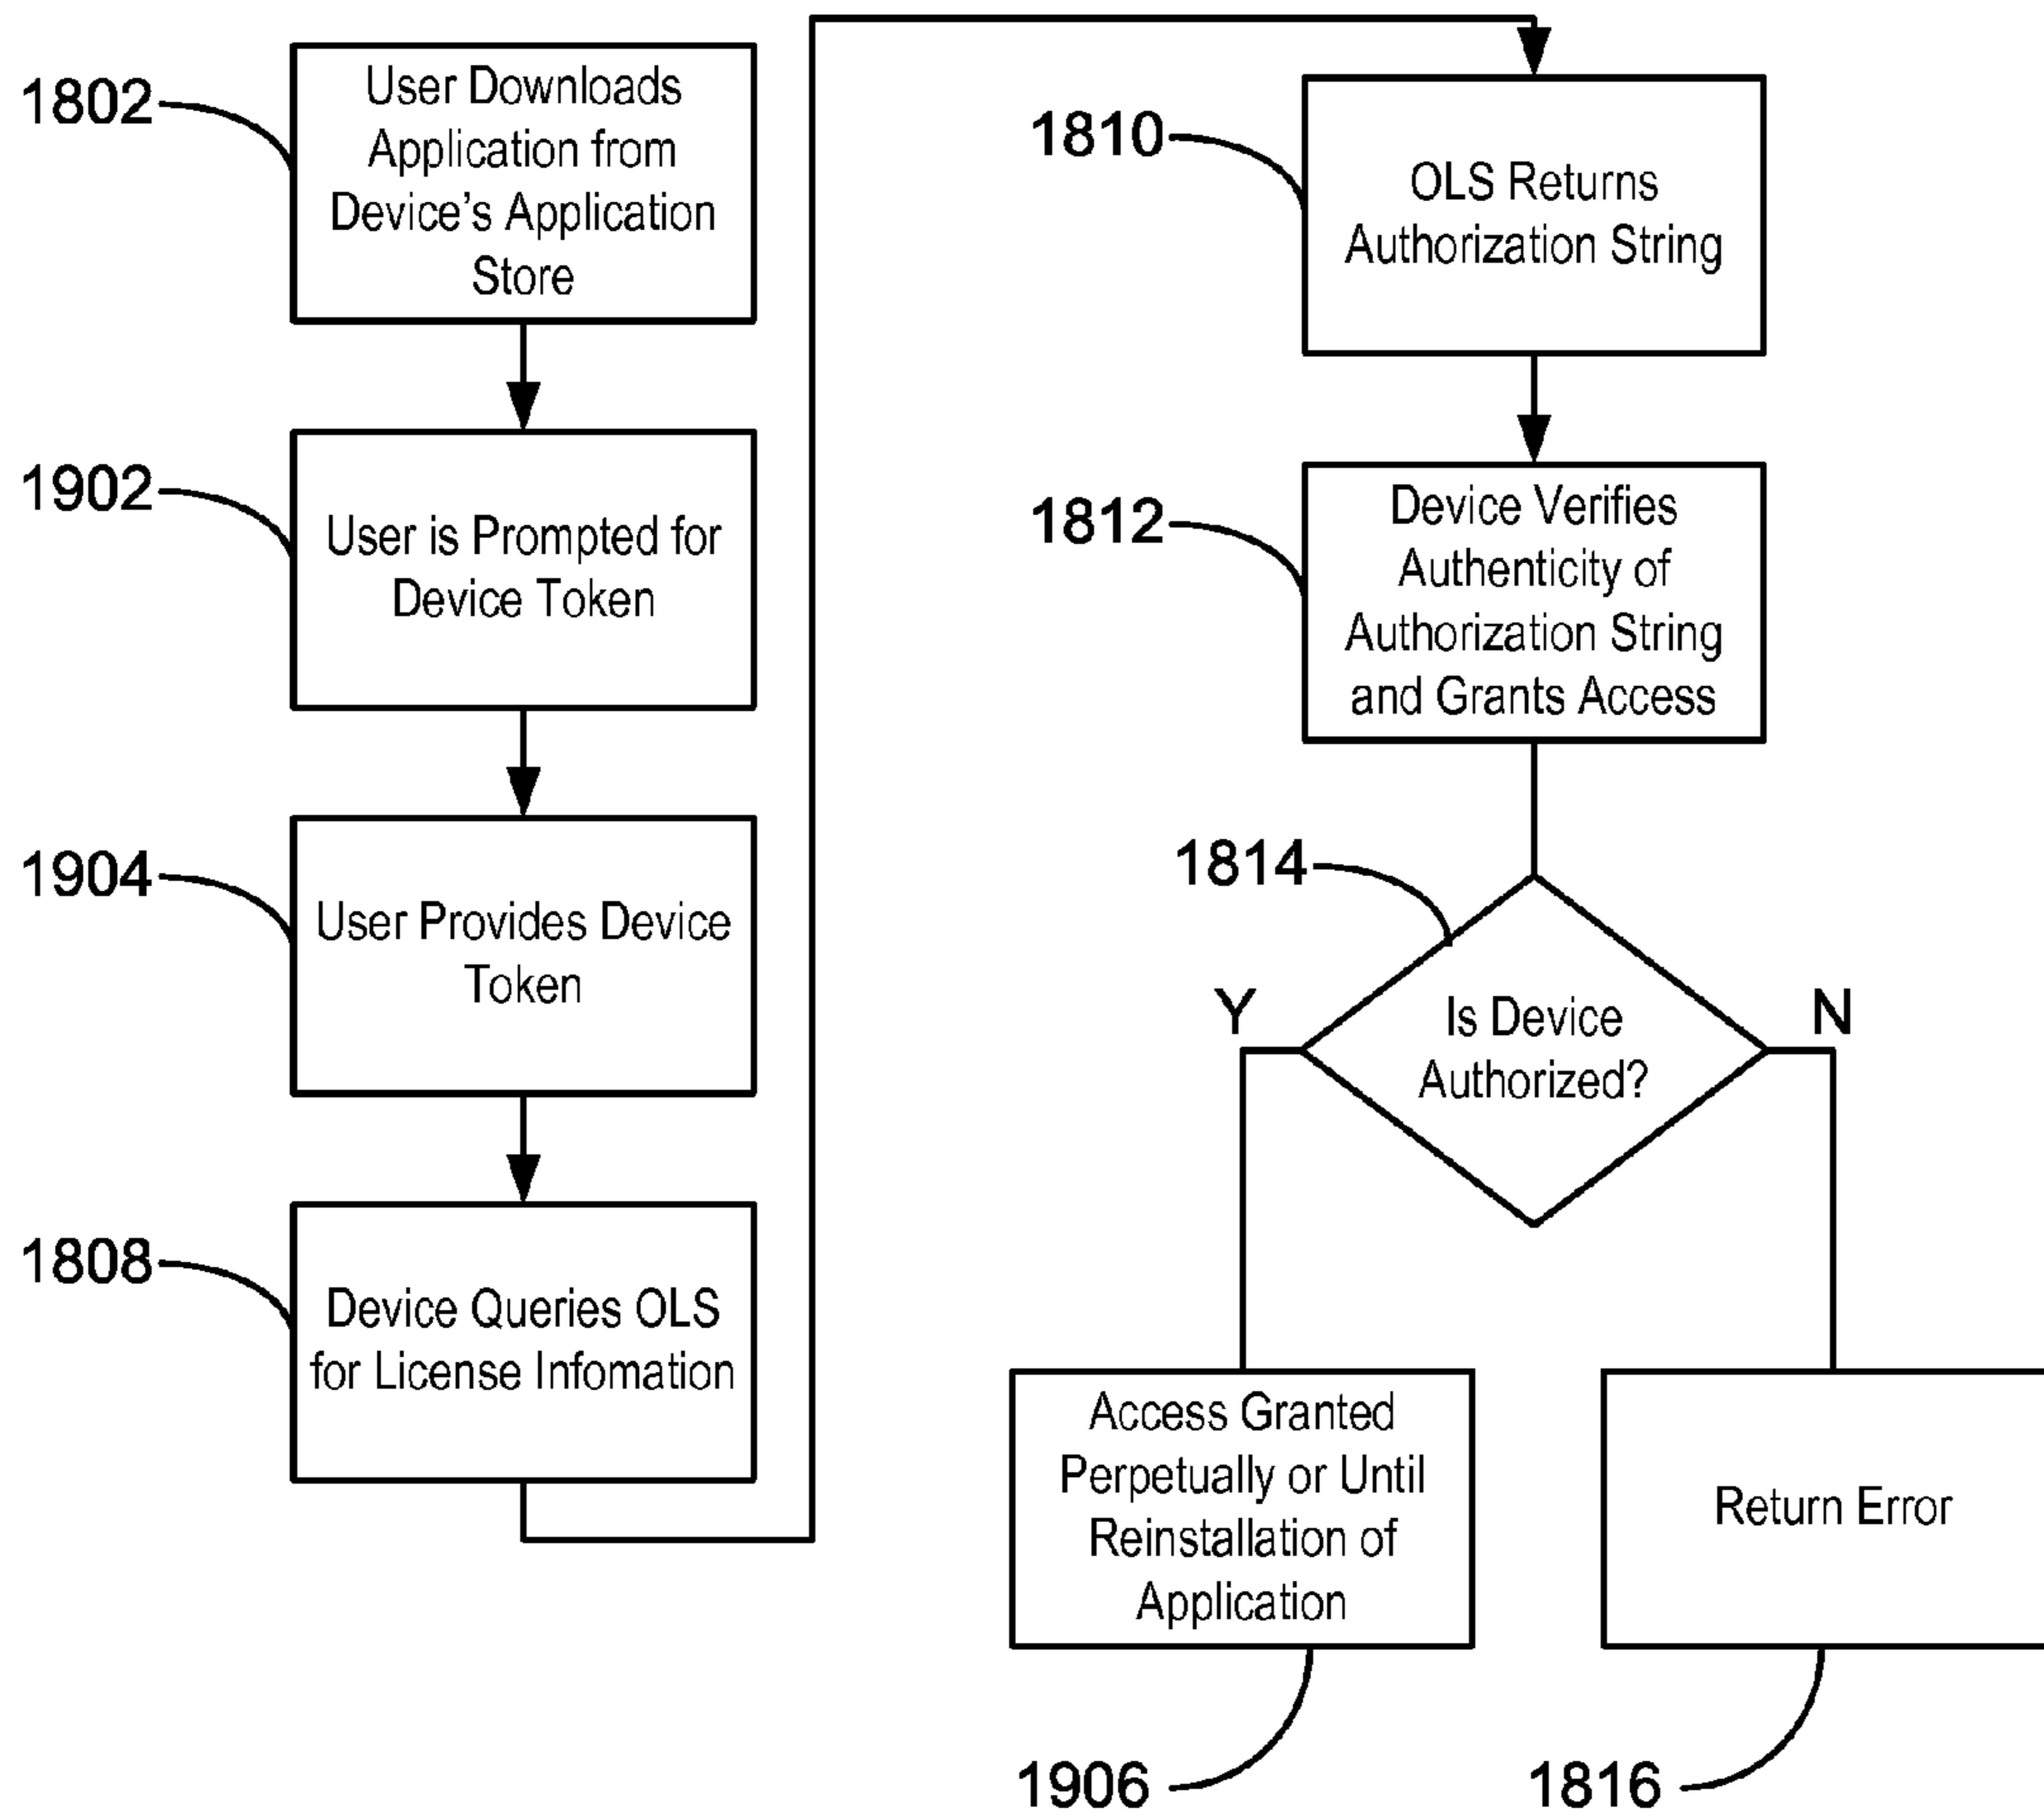 1802
User Downloads
Application from
Device's Application
Store
1902
User is Prompted for
Device Token
1904
User Provides Device
Token
1808
Device Queries OLS
for License Infomation
1810
OLS Returns
Authorization String
1812
Device Verifies
Authenticity of
Authorization String
and Grants Access
1814
Is Device
Authorized?
Y
N
Access Granted
Perpetually or Until
Reinstallation of
Application
1906
Return Error
1816